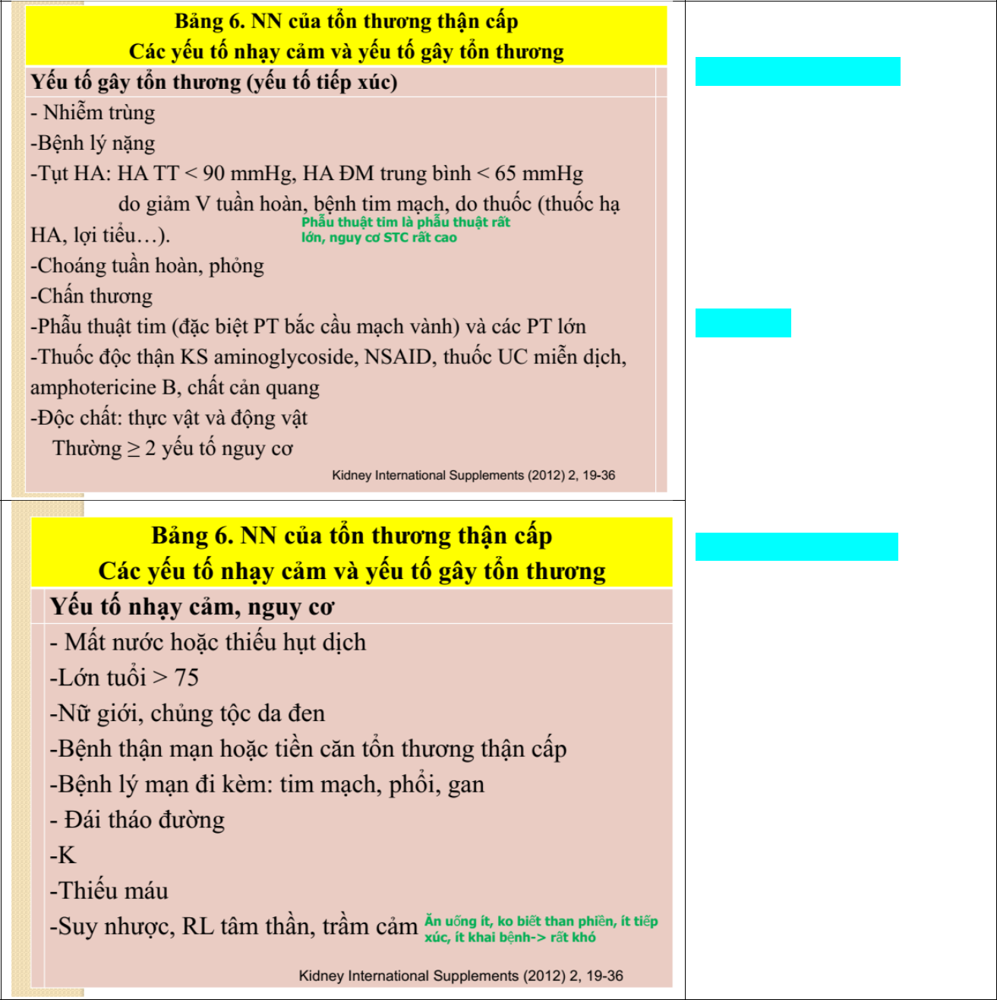 Bảng 6. NN của tổn thương thận cấp
Các yếu tố nhạy cảm và yếu tố gây tổn thương
Yếu tố gây tổn thương (yếu tố tiếp xúc)
- Nhiễm trùng
-Bệnh lý nặng
-Tụt HA: HA TT < 90 mmHg, HA ĐM trung bình < 65 mmHg
do giảm V tuần hoàn, bệnh tim mạch, do thuốc (thuốc hạ
HA, lợi tiểu…).
Phẫu thuật tim là phẫu thuật rất
lớn, nguy cơ STC rất cao
-Choáng tuần hoàn, phỏng
-Chấn thương
-Phẫu thuật tim (đặc biệt PT bắc cầu mạch vành) và các PT lớn
-Thuốc độc thận KS aminoglycoside, NSAID, thuốc UC miễn dịch,
amphotericine B, chất cản quang
-Độc chất: thực vật và động vật
Thường ≥ 2 yếu tố nguy cơ
Kidney International Supplements (2012) 2, 19-36
Bảng 6. NN của tổn thương thận cấp
Các yếu tố nhạy cảm và yếu tố gây tổn thương
Yếu tố nhạy cảm, nguy cơ
- Mất nước hoặc thiếu hụt dịch
-Lớn tuổi > 75
-Nữ giới, chủng tộc da đen
-Bệnh thận mạn hoặc tiền căn tổn thương thận cấp
-Bệnh lý mạn đi kèm: tim mạch, phổi, gan
- Đái tháo đường
-K
-Thiếu máu
-Suy nhược, RL tâm thần, trầm cảm
Ăn uống ít, ko biết than phiền, ít tiếp
xúc, ít khai bệnh-> rất khó
Kidney International Supplements (2012) 2, 19-36